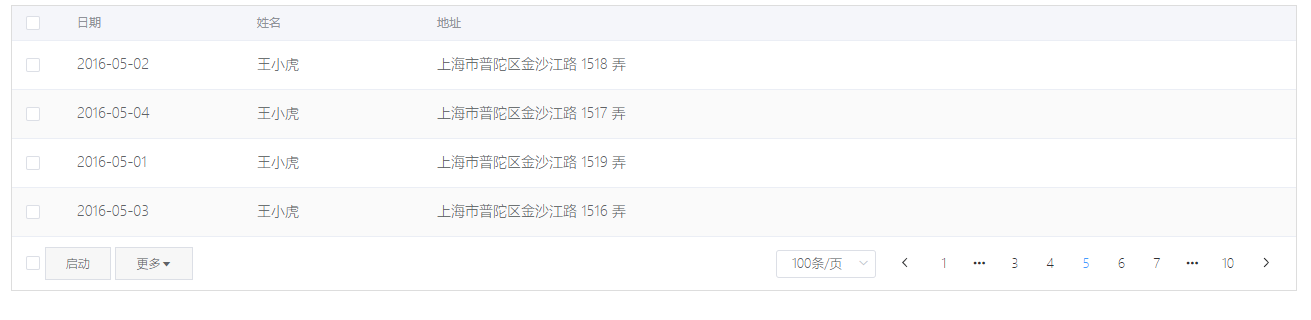 日期 姓名 地址
2016-05-02 王小虎 上海市普陀区金沙江路 1518 弄
2016-05-04 王小虎 上海市普陀区金沙江路 1517 弄
2016-05-01 王小虎 上海市普陀区金沙江路 1519 弄
2016-05-03 王小虎 上海市普陀区金沙江路 1516 弄
启动 更多 100条/页 1 ••• 3 4 5 6 7 ••• 10